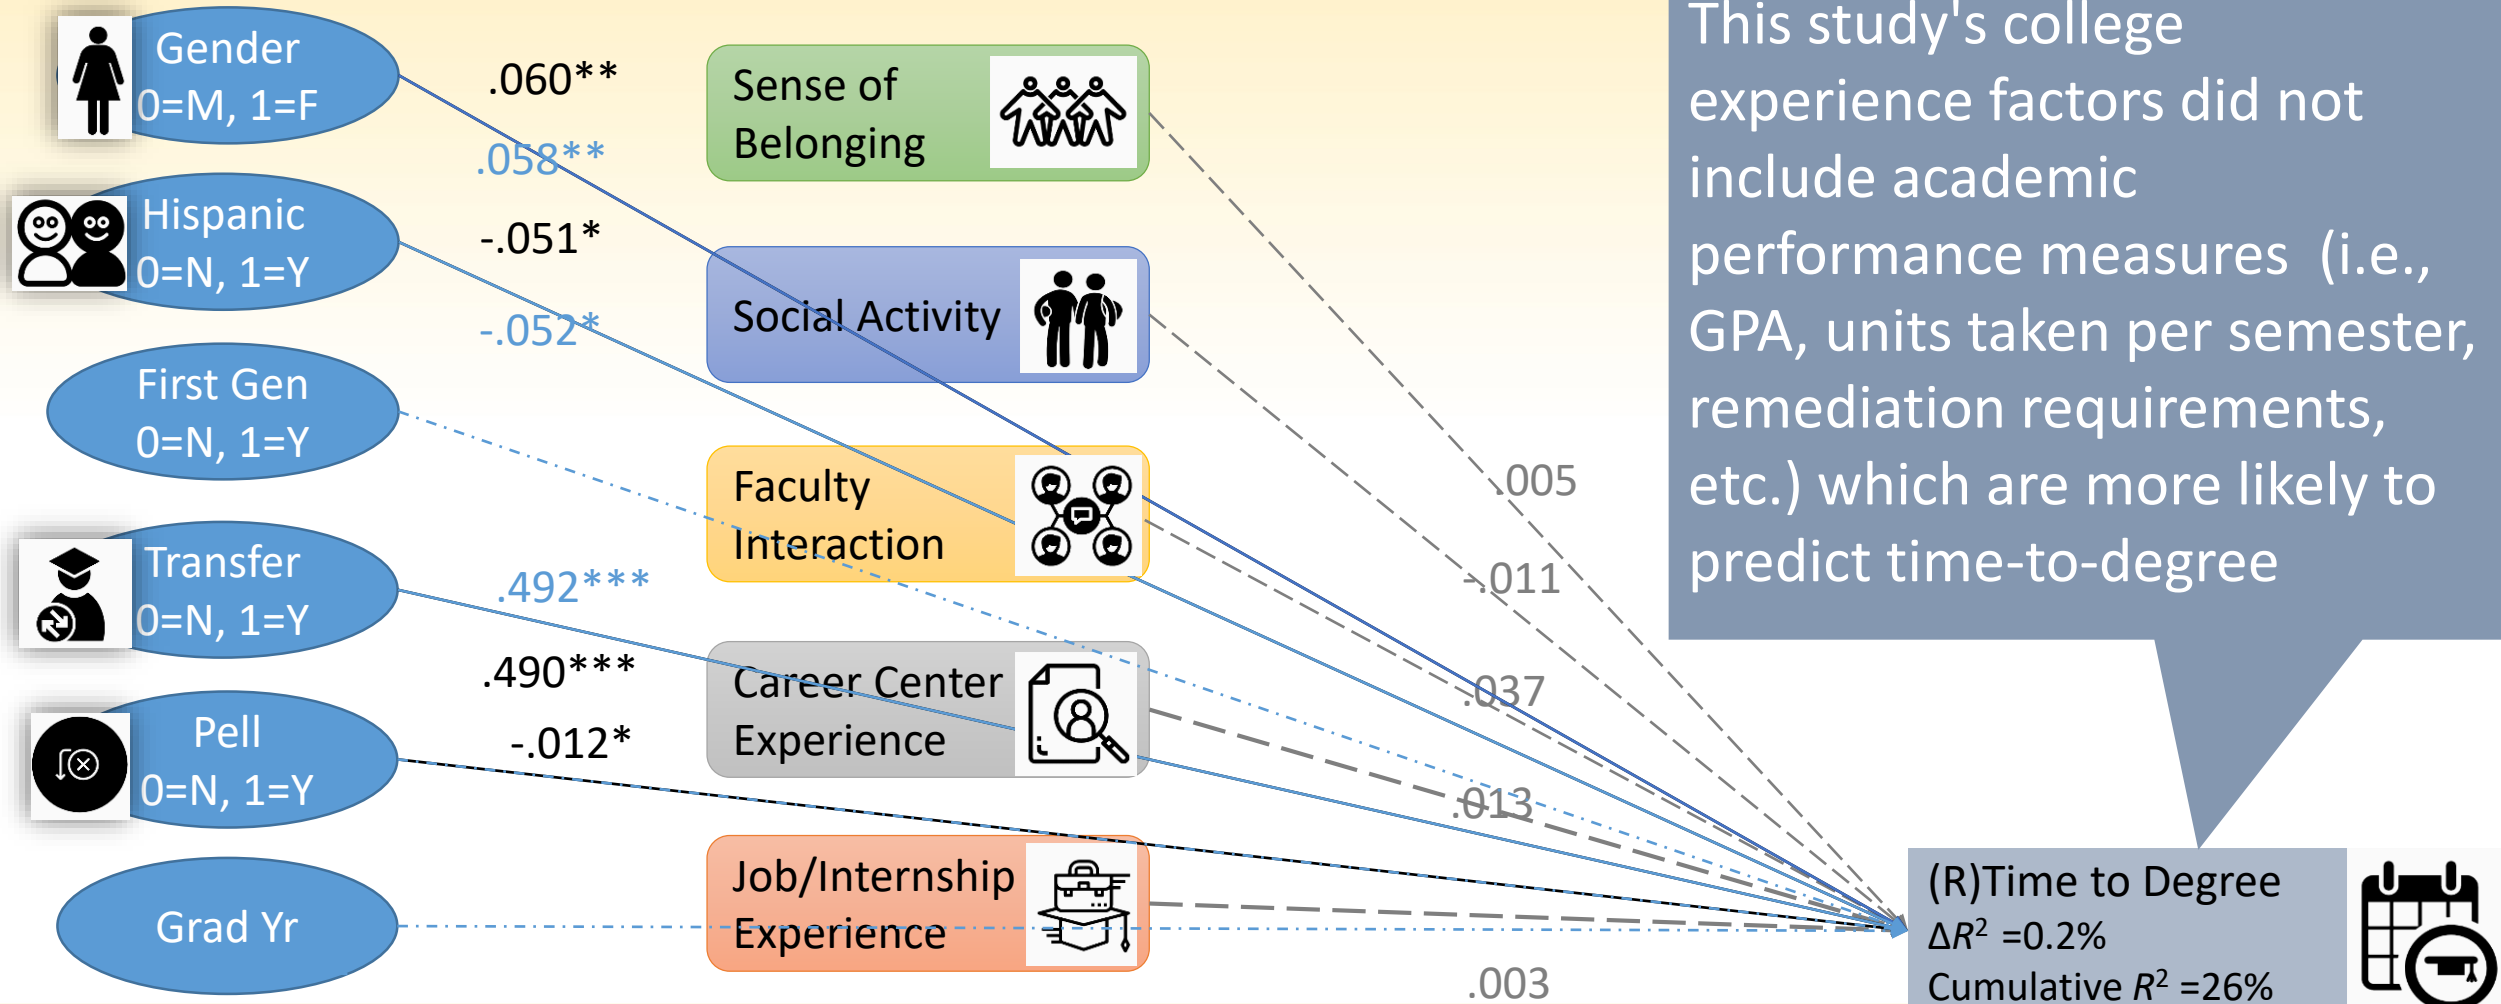 Gender
0=M, 1=F
Hispanic
0=N, 1=Y
First Gen
0=N, 1=Y
Transfer
0=N, 1=Y
Pell
0=N, 1=Y
Grad Yr
.060**
.058**
-.051*
-.052*
.492***
.490***
-.012*
Sense of
Belonging
Social Activity
Faculty
Interaction
Career Center
Experience
Job/Internship
Experience
.005
-.011
.037
.013
.003
This study's college
experience factors did not
include academic
performance measures (i.e.,
GPA, units taken per semester,
remediation requirements,
etc.) which are more likely to
predict time-to-degree
(R)Time to Degree
ΔR² =0.2%
Cumulative R² =26%